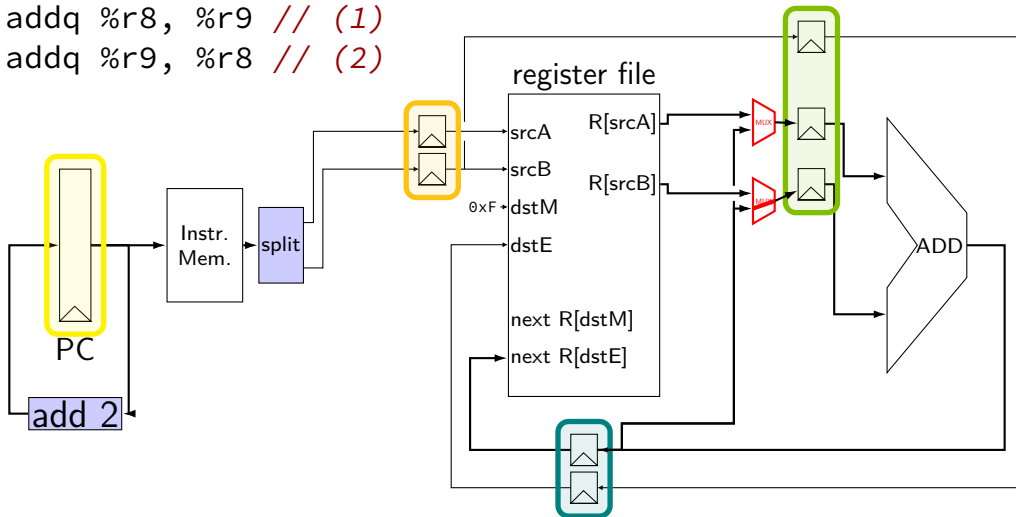 addq %r8, %r9 // (1)
addq %r9, %r8 // (2)
register file
srcA
srcB
0xF
dstM
dstE
next R[dstM]
next R[dstE]
R[srcA]
R[srcB]
MUX
MUX
ADD
Instr.
Mem.
split
PC
add 2